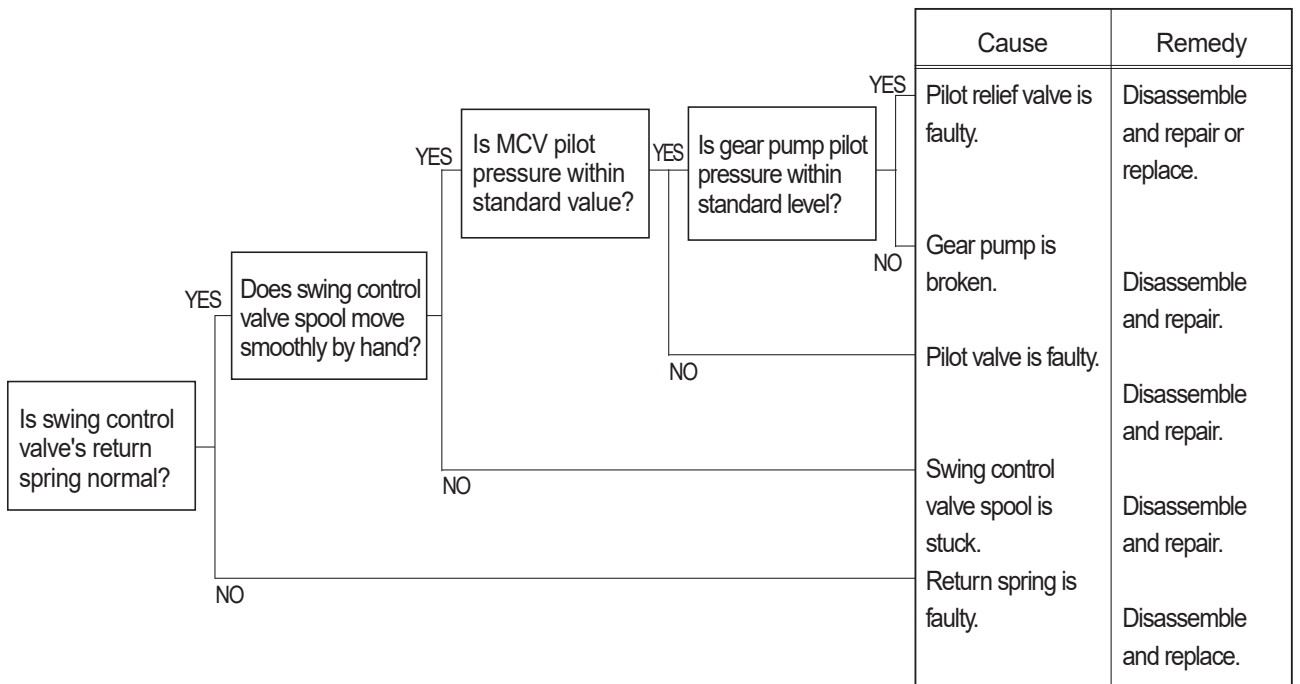 Cause
Remedy
YES
Pilot relief valve is
faulty.
Disassemble
and repair or
replace.
YES
Is MCV pilot
pressure within
standard value?
YES
Is gear pump pilot
pressure within
standard level?
NO
Gear pump is
broken.
Disassemble
and repair.
YES
Does swing control
valve spool move
smoothly by hand?
NO
Pilot valve is faulty.
Disassemble
and repair.
Is swing control
valve's return
spring normal?
NO
Swing control
valve spool is
stuck.
Disassemble
and repair.
NO
Return spring is
faulty.
Disassemble
and replace.